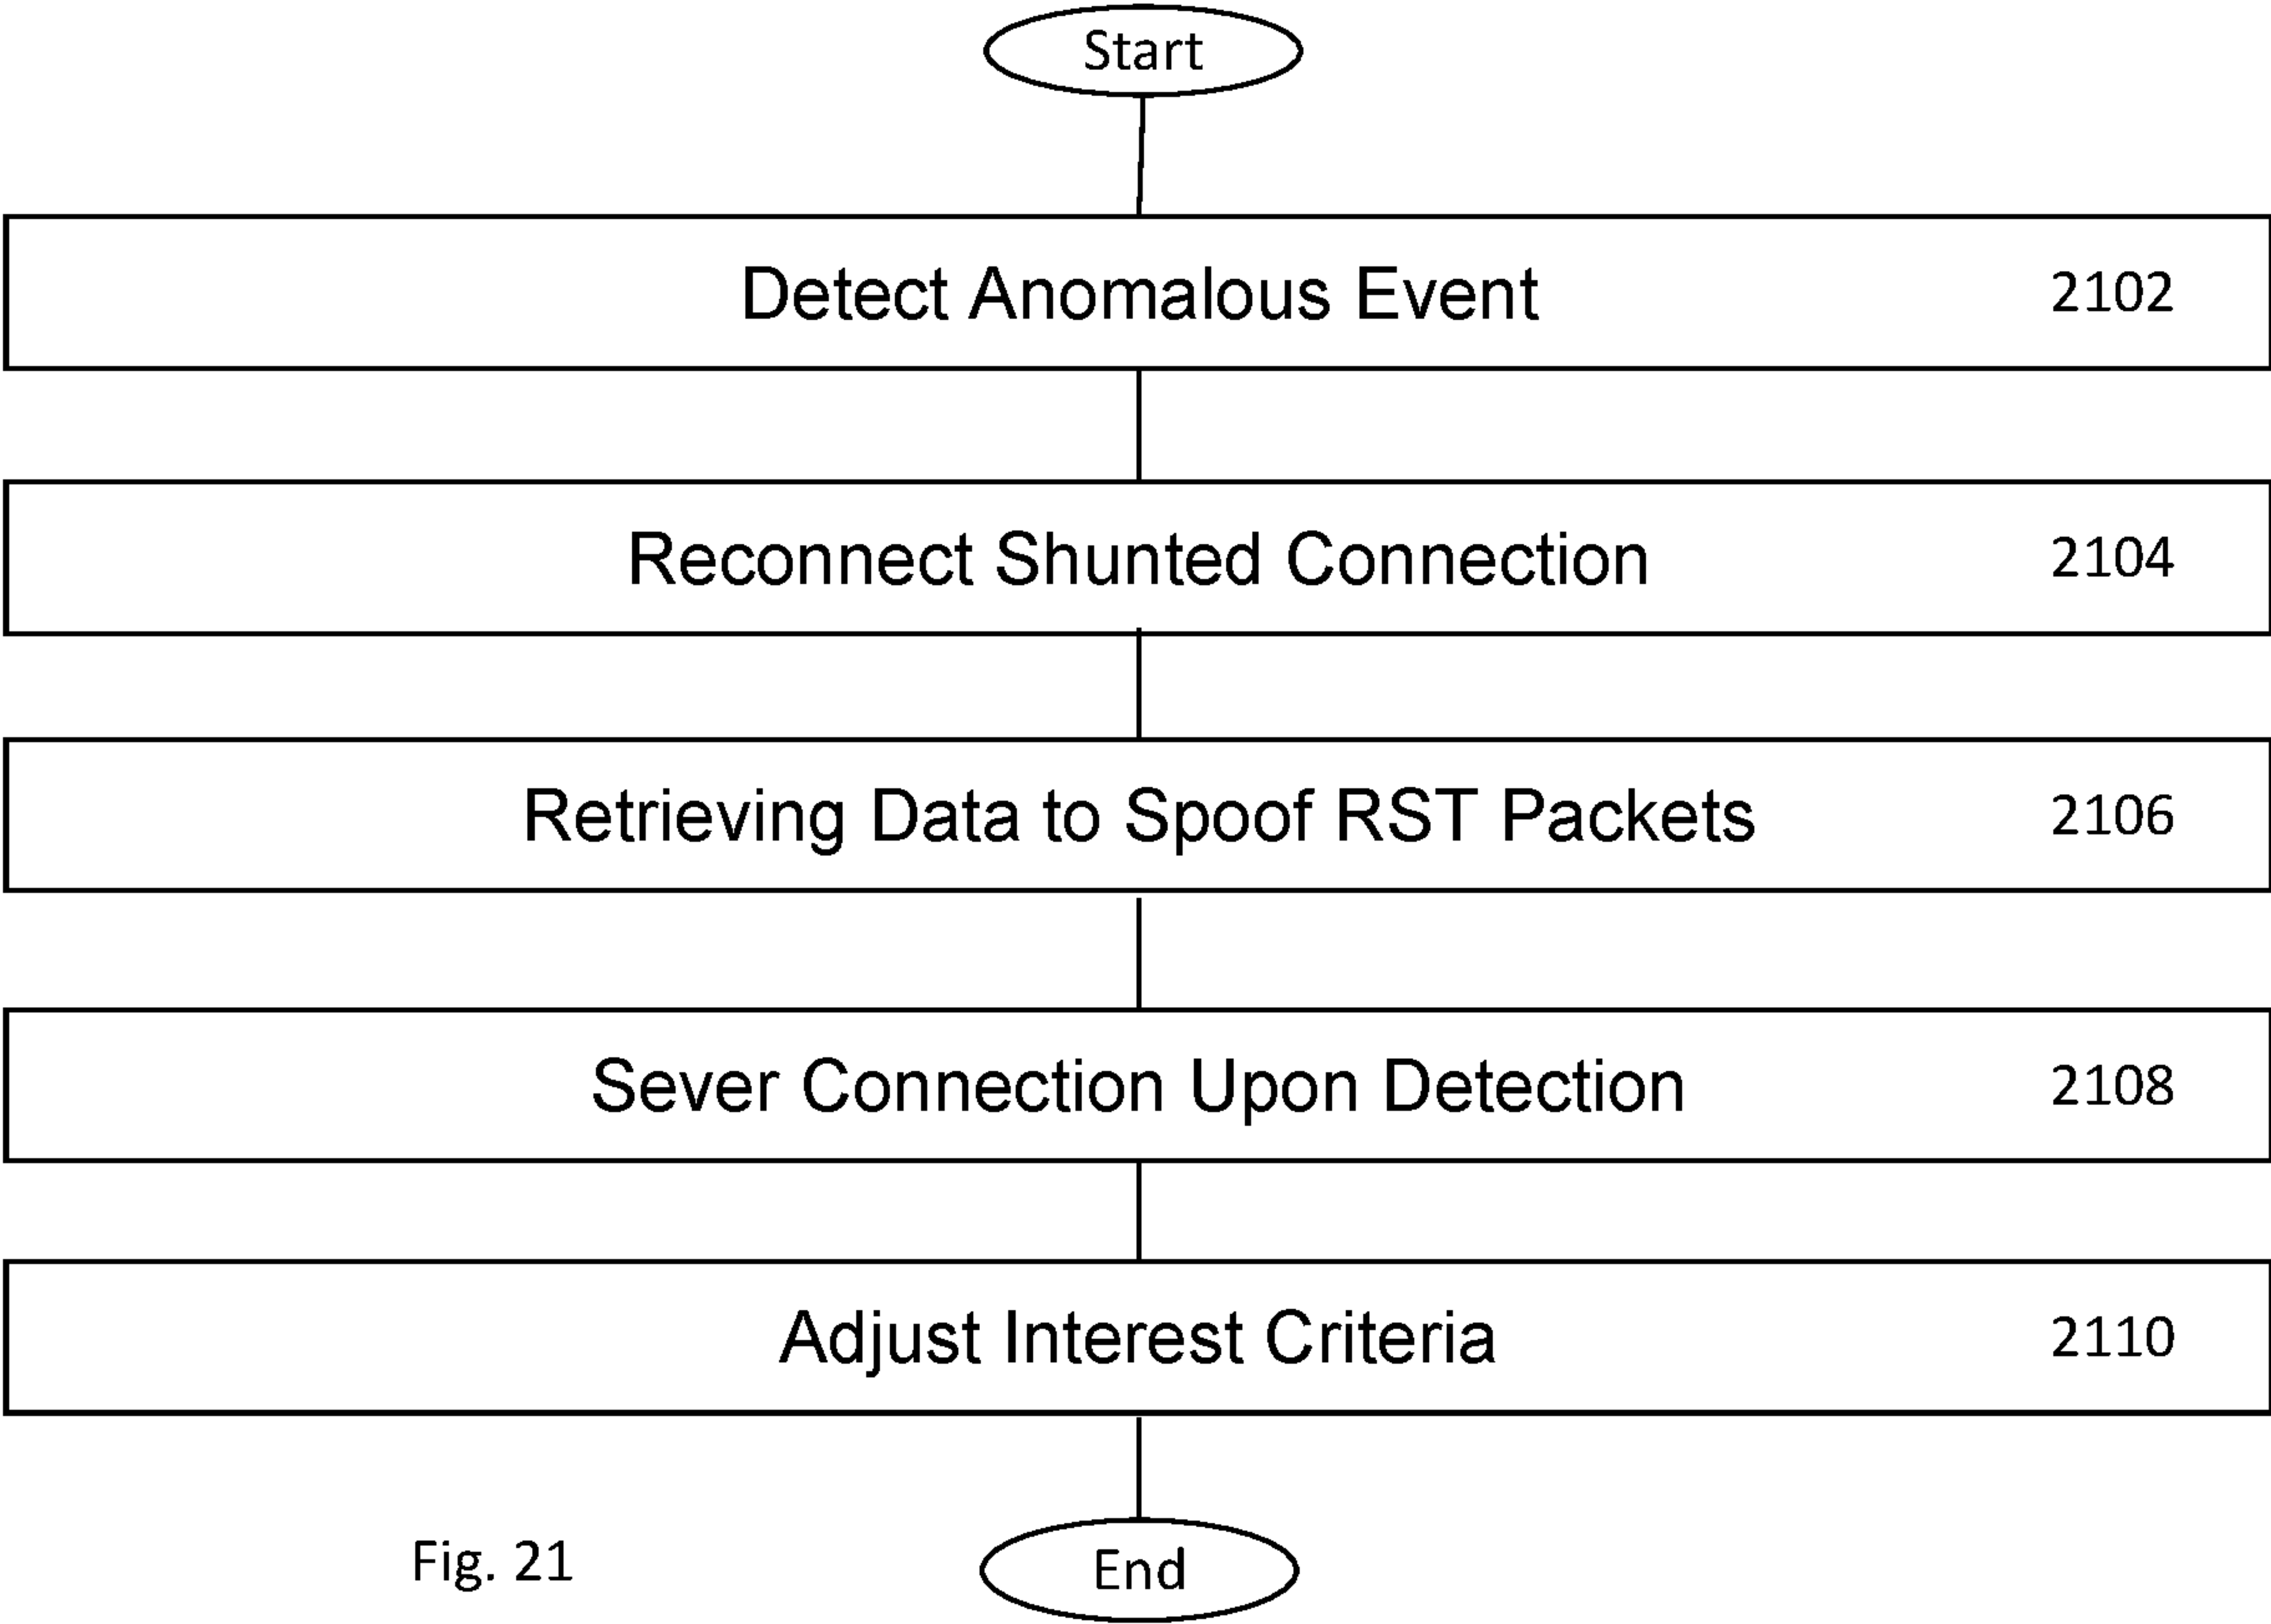 Start
Detect Anomalous Event 2102
Reconnect Shunted Connection 2104
Retrieving Data to Spoof RST Packets 2106
Sever Connection Upon Detection 2108
Adjust Interest Criteria 2110
Fig. 21
End